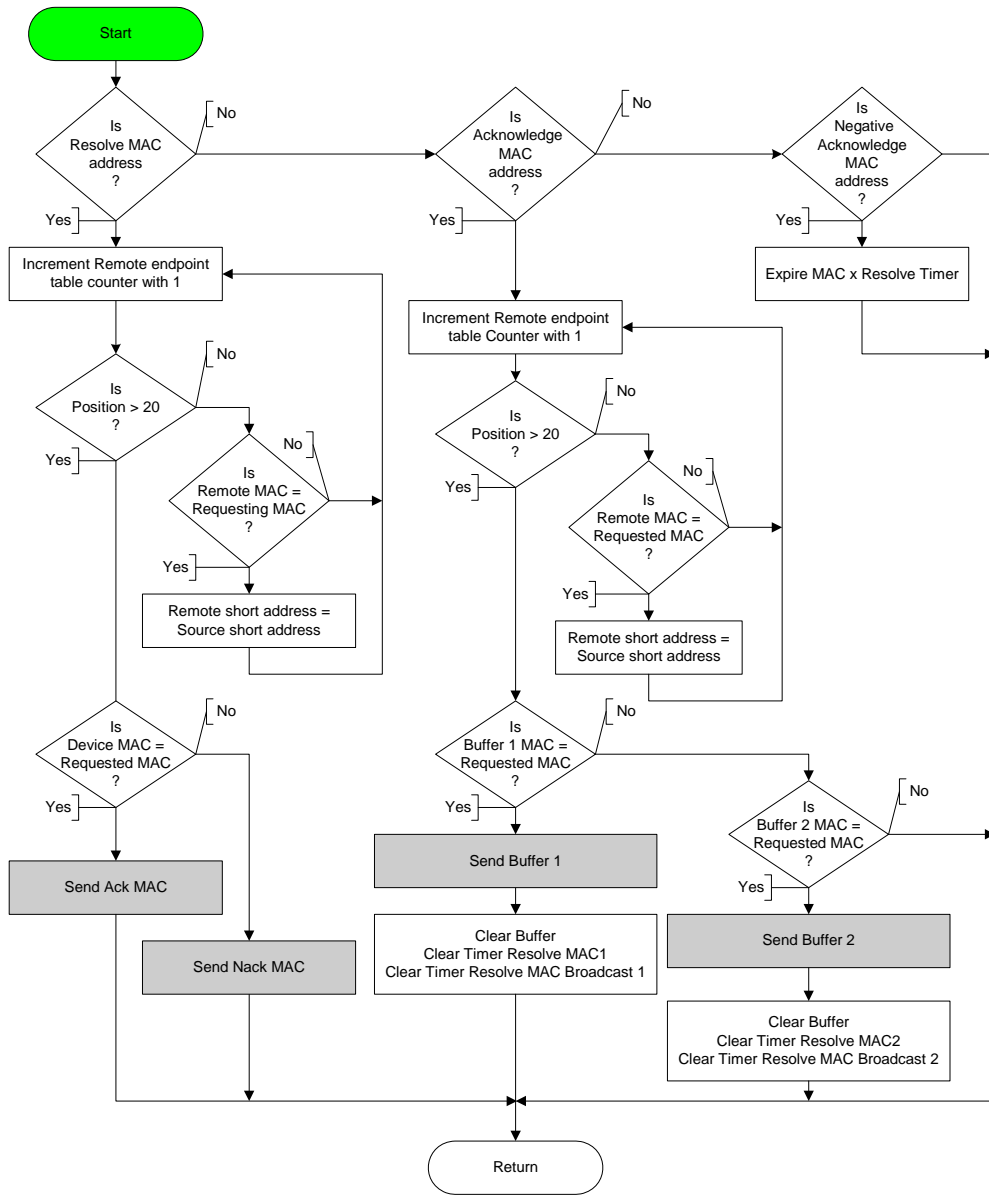 Start
Is
Resolve MAC
address
?
No
Yes
Is
Acknowledge
MAC
address
?
No
Yes
Is
Negative
Acknowledge
MAC
address
?
Yes
Increment Remote endpoint
table counter with 1
Is
Position > 20
?
No
Yes
Is
Remote MAC =
Requesting MAC
?
No
Yes
Remote short address =
Source short address
Increment Remote endpoint
table Counter with 1
Is
Position > 20
?
No
Yes
Is
Remote MAC =
Requested MAC
?
No
Yes
Remote short address =
Source short address
Expire MAC x Resolve Timer
Is
Device MAC =
Requested MAC
?
No
Yes
Send Ack MAC
Send Nack MAC
Is
Buffer 1 MAC =
Requested MAC
?
No
Yes
Send Buffer 1
Clear Buffer
Clear Timer Resolve MAC1
Clear Timer Resolve MAC Broadcast 1
Is
Buffer 2 MAC =
Requested MAC
?
No
Yes
Send Buffer 2
Clear Buffer
Clear Timer Resolve MAC2
Clear Timer Resolve MAC Broadcast 2
Return